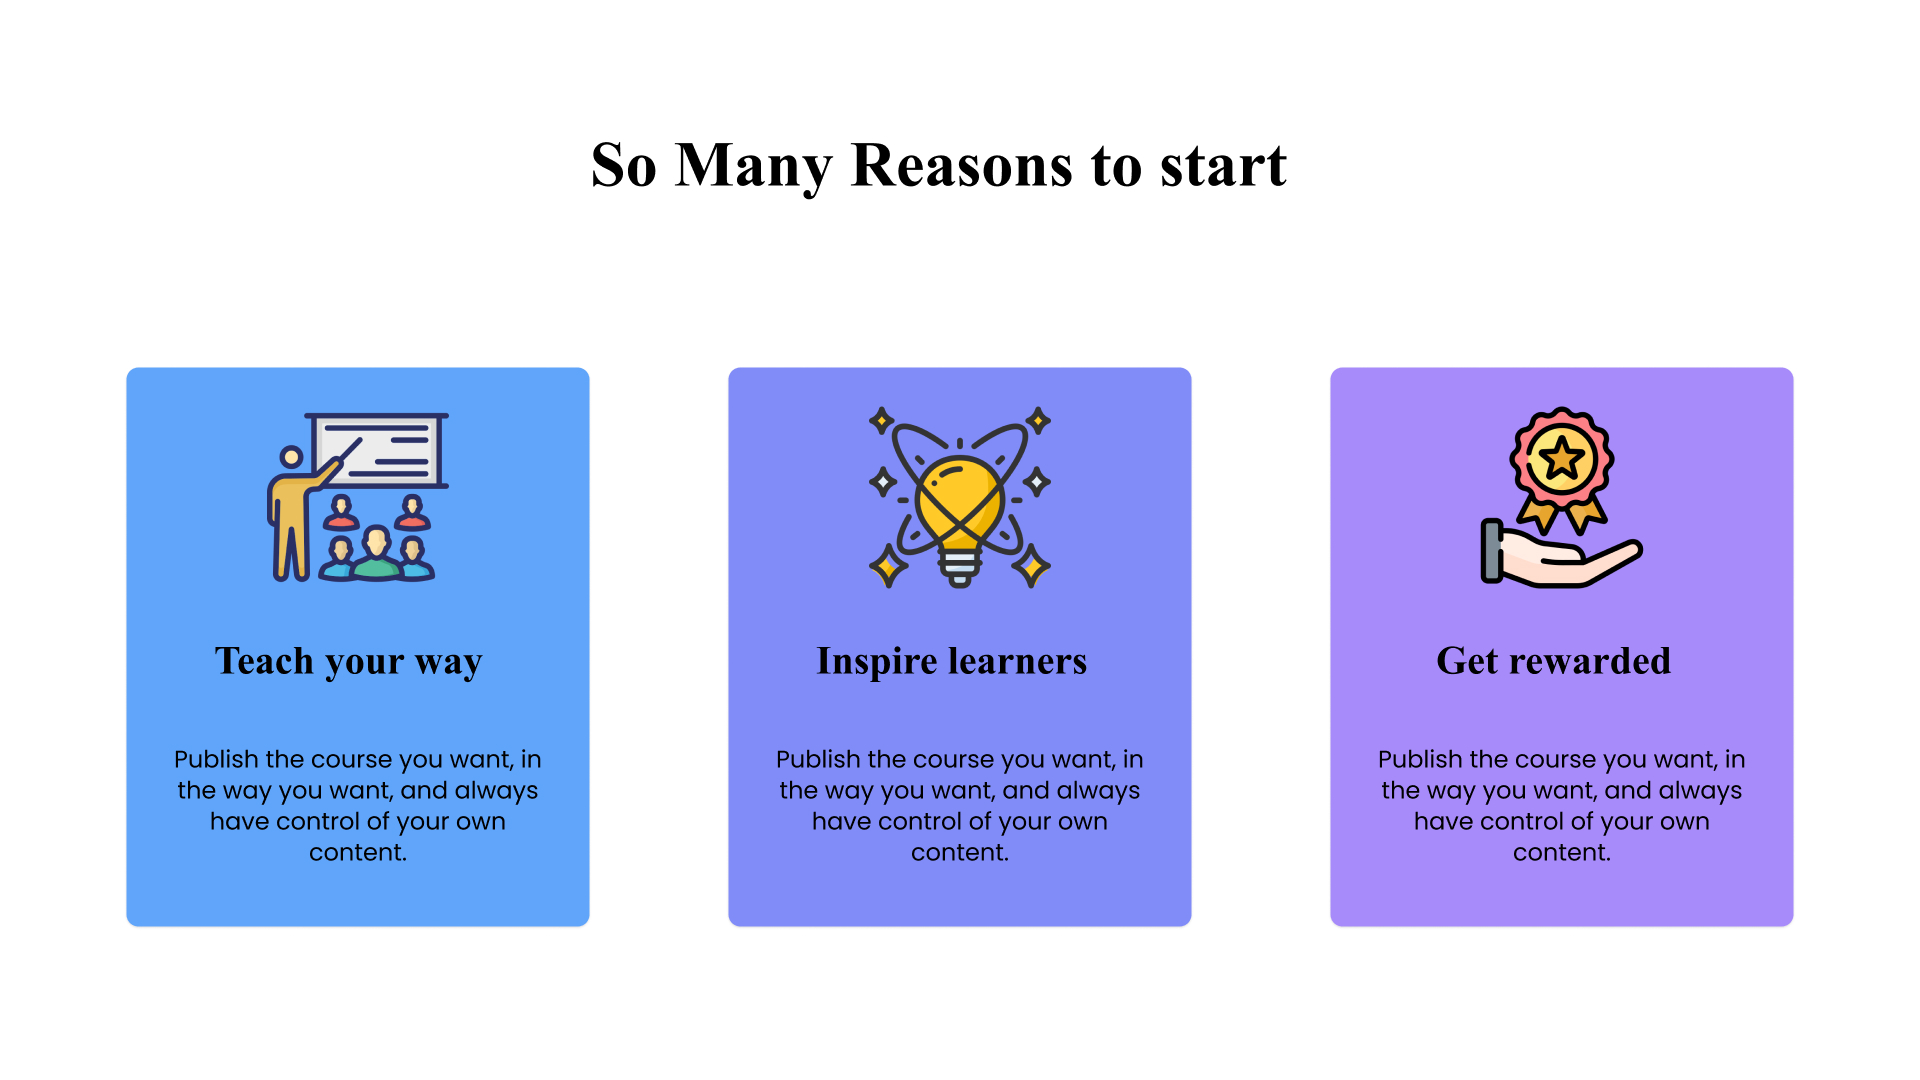 So Many Reasons to start
Teach your way
Publish the course you want, in
the way you want, and always
have control of your own
content.
Inspire learners
Publish the course you want, in
the way you want, and always
have control of your own
content.
Get rewarded
Publish the course you want, in
the way you want, and always
have control of your own
content.